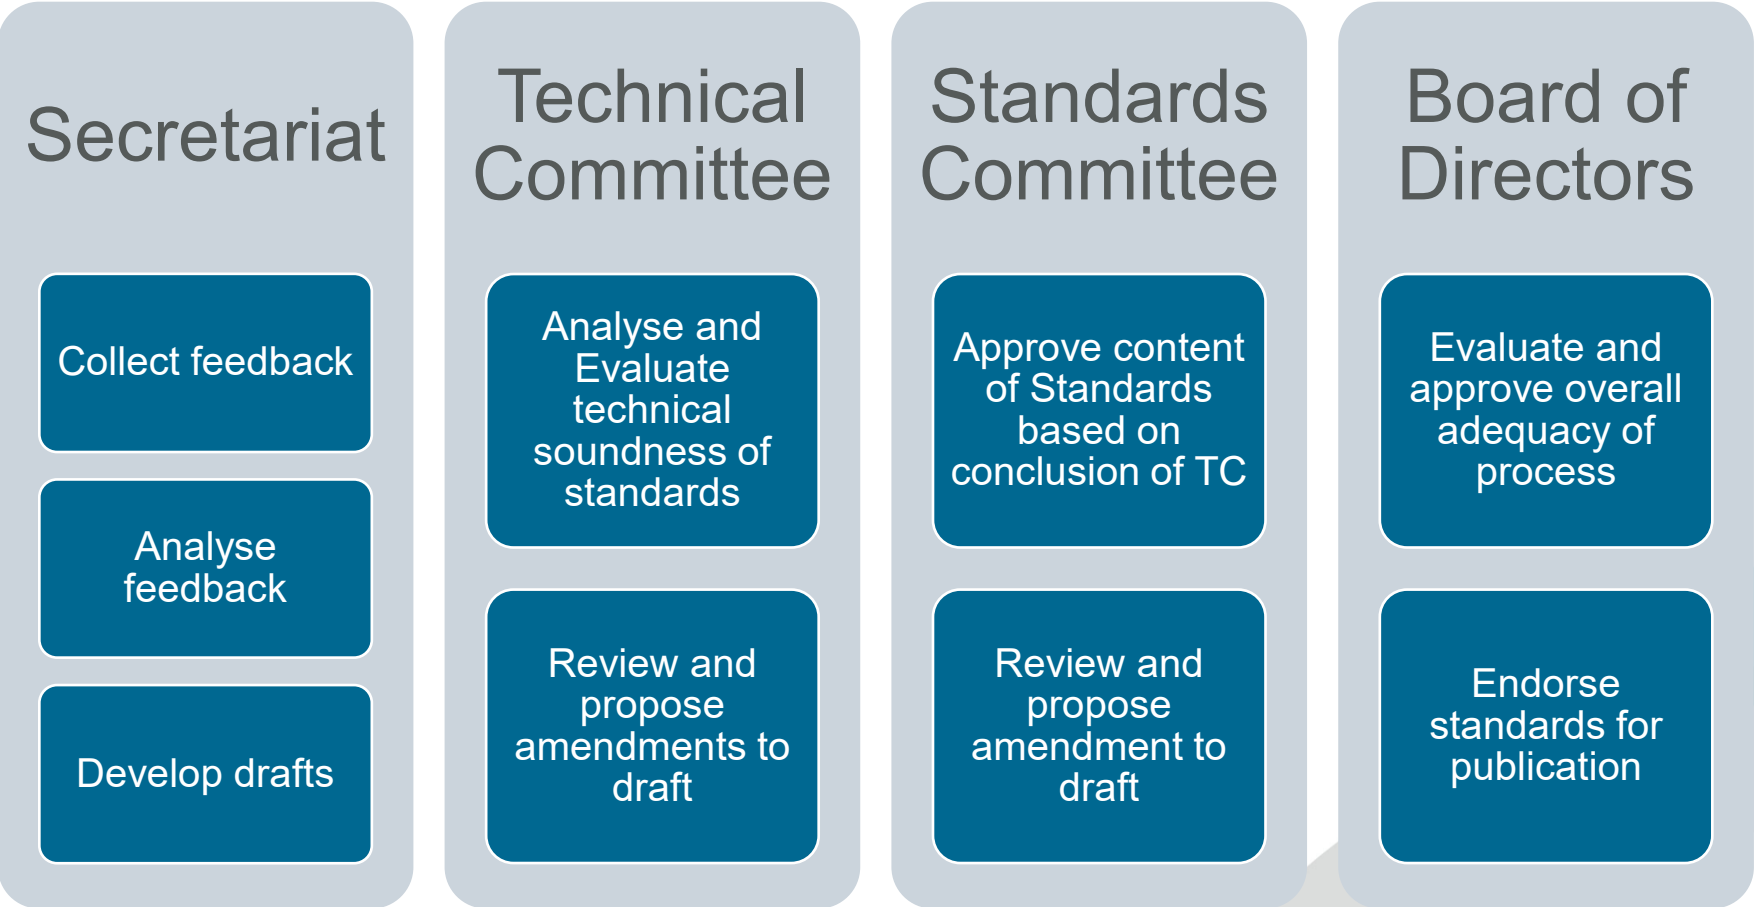 Secretariat
Collect feedback
Analyse
feedback
Develop drafts
Technical
Committee
Analyse and
Evaluate
technical
soundness of
standards
Review and
propose
amendments to
draft
Standards
Committee
Approve content
of Standards
based on
conclusion of TC
Review and
propose
amendment to
draft
Board of
Directors
Evaluate and
approve overall
adequacy of
process
Endorse
standards for
publication